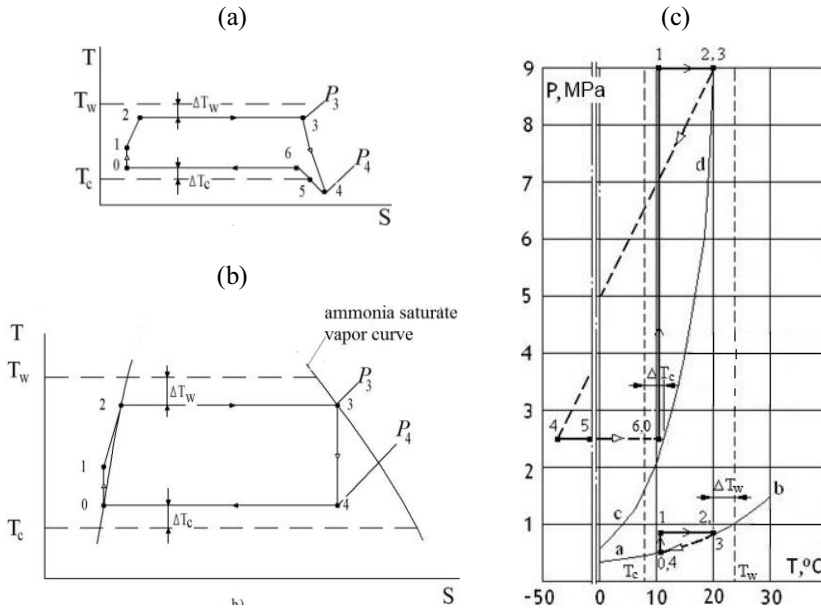 (a)
T
T_w
ΔT_w
P_3
2
3
1
0
6
P_4
T_c
ΔT_c
5
4
S
(b)
T
ammonia saturate
vapor curve
T_w
ΔT_w
P_3
2
3
P_4
1
0
4
T_c
ΔT_c
S
(c)
1
2,3
9
P,MPa
8
7
d
6
5
4
ΔT_c
3
4
5
6,0
2
ΔT_w
b
c
1
1
2,
a
3
0,4
T_c
T_w
T,°C
0
-50
0
10
20
30